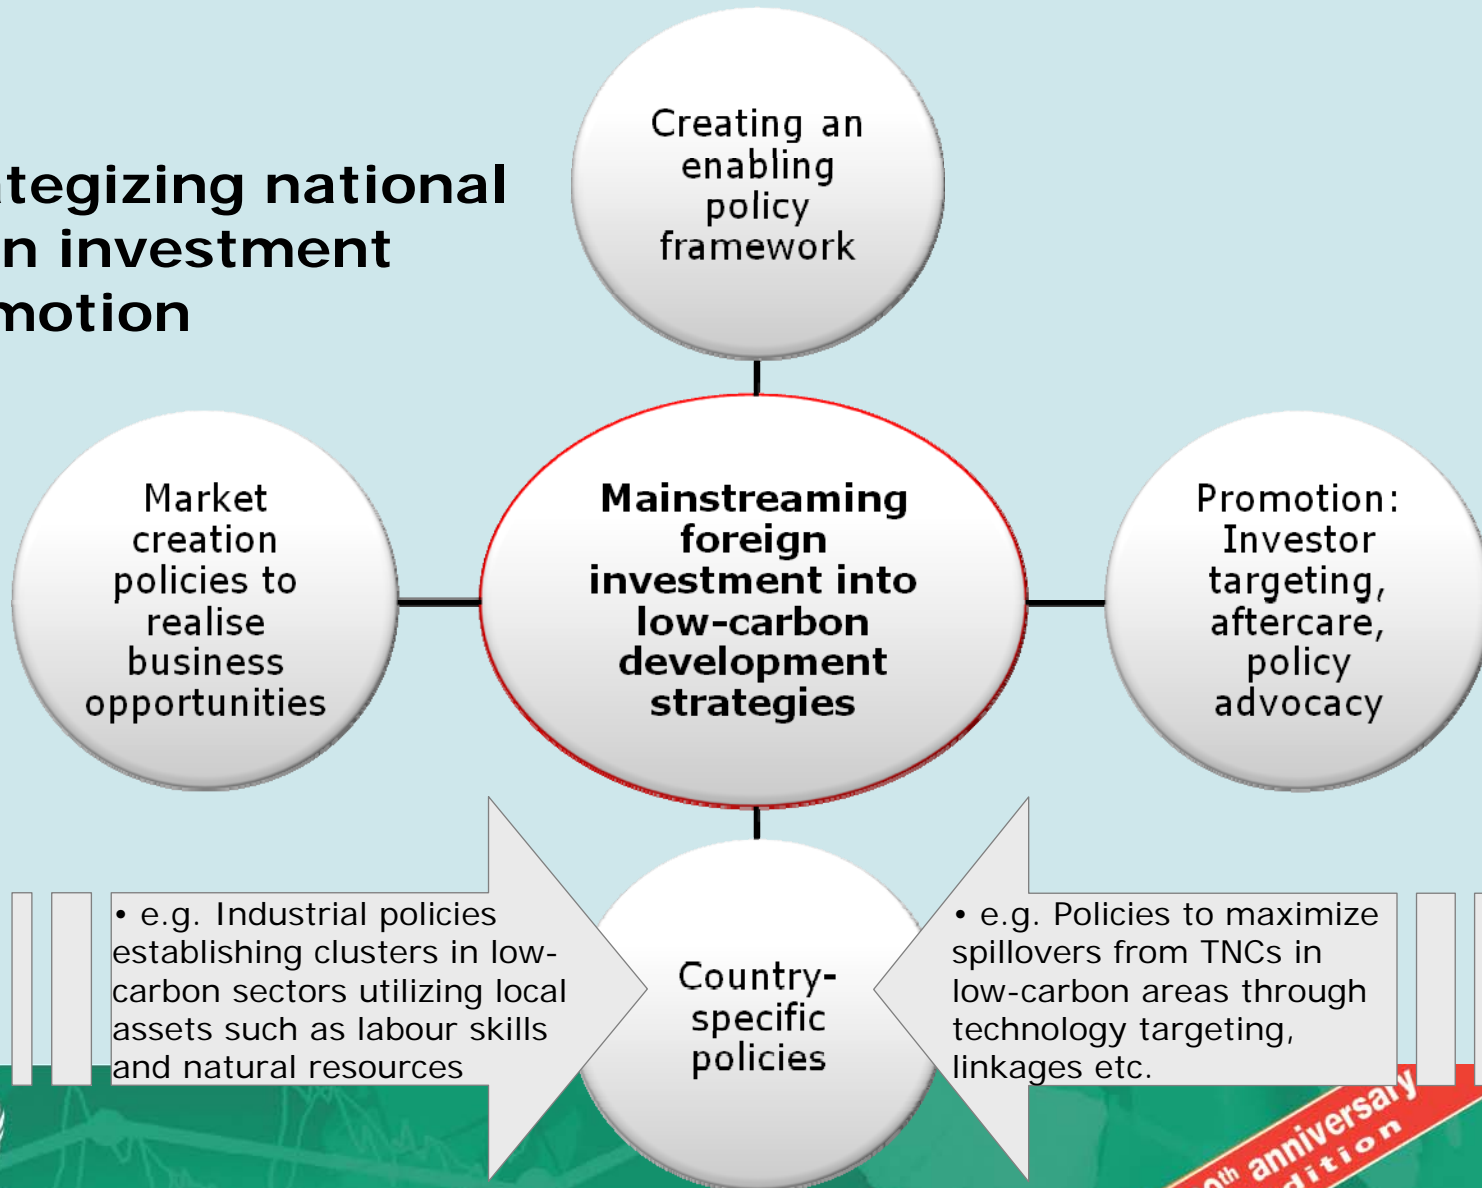 Creating an
enabling
policy
framework
ategizing national
n investment
motion
Market
creation
policies to
realise
business
opportunities
Mainstreaming
foreign
investment into
low-carbon
development
strategies
Promotion:
Investor
targeting,
aftercare,
policy
advocacy
• e.g. Industrial policies
establishing clusters in low-
carbon sectors utilizing local
assets such as labour skills
and natural resources
Country-
specific
policies
• e.g. Policies to maximize
spillovers from TNCs in
low-carbon areas through
technology targeting,
linkages etc.
0th anniversary
dition